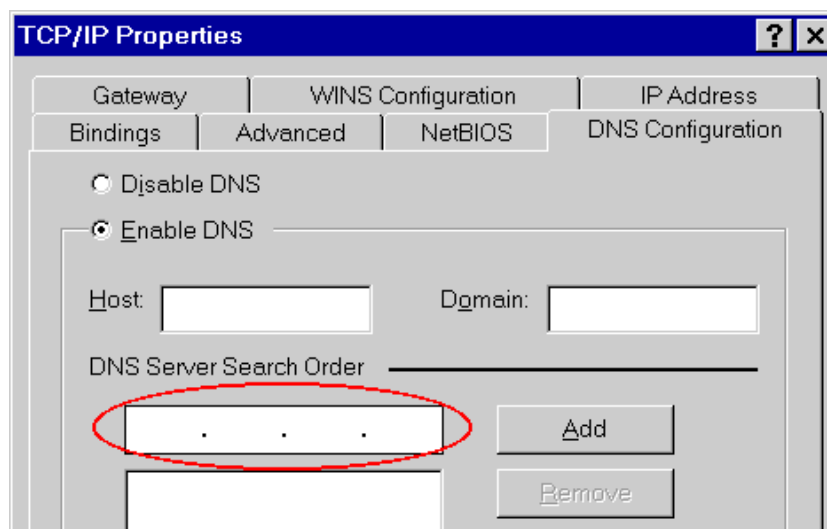 TCP/IP Properties ? ×
Gateway WINS Configuration IP Address
Bindings Advanced NetBIOS DNS Configuration
Disable DNS
Enable DNS
Host: Domain:
DNS Server Search Order
. . . Add
Remove